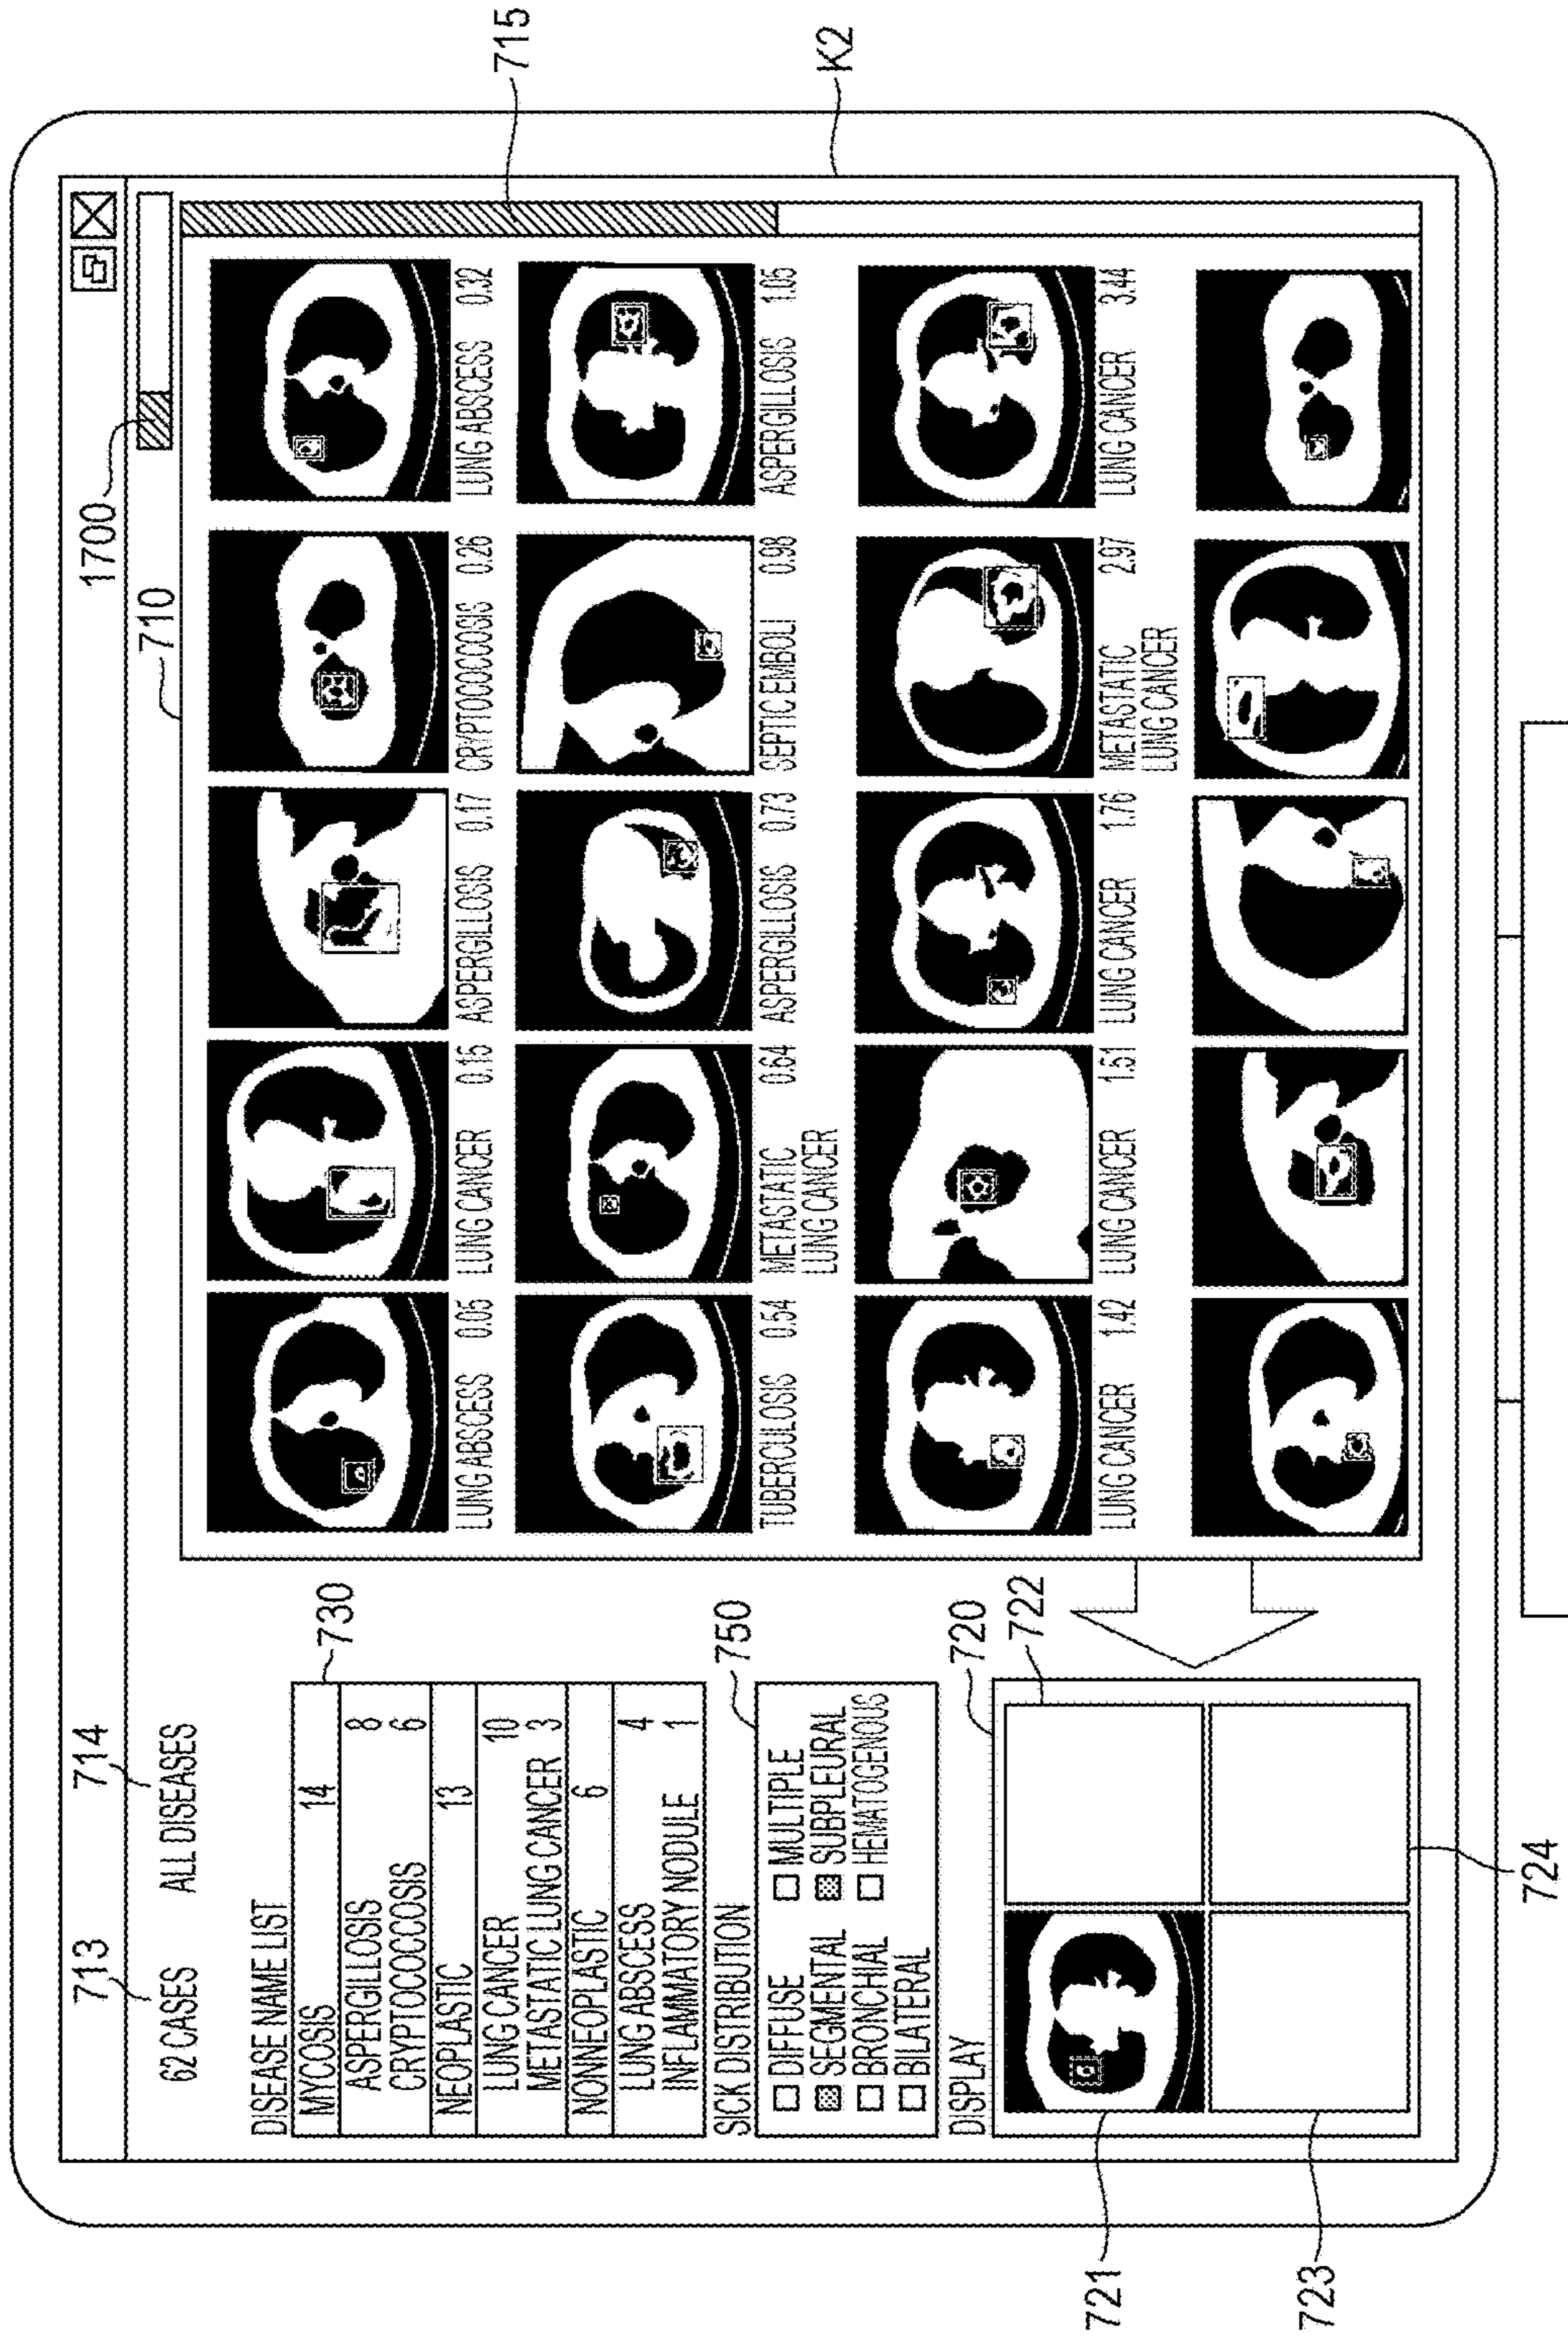 713
714
1700
62 CASES
ALL DISEASES
710
715
K2
DISEASE NAME LIST
730
MYCOSIS 14
ASPERGILLOSIS 8
CRYPTOCOCOSIS 6
NEOPLASTIC 13
LUNG CANCER 10
METASTATIC LUNG CANCER 3
NONNEOPLASTIC 6
LUNG ABSCESS 4
INFLAMMATORY NODULE 1
SICK DISTRIBUTION
750
DIFFUSE
MULTIPLE
SEGMENTAL
SUBPLEURAL
BRONCHIAL
HEMATOGENOUS
BILATERAL
DISPLAY
720
722
721
723
724
LUNG ABSCESS 0.05
LUNG CANCER 0.15
ASPERGILLOSIS 0.17
CRYPTOCOCOSIS 0.26
LUNG ABSCESS 0.32
TUBERCULOSIS 0.54
METASTATIC 0.64
LUNG CANCER
ASPERGILLOSIS 0.73
SEPTIC EMBOLI 0.98
ASPERGILLOSIS 1.05
LUNG CANCER 1.42
LUNG CANCER 1.51
LUNG CANCER 1.76
METASTATIC 2.97
LUNG CANCER
LUNG CANCER 3.44